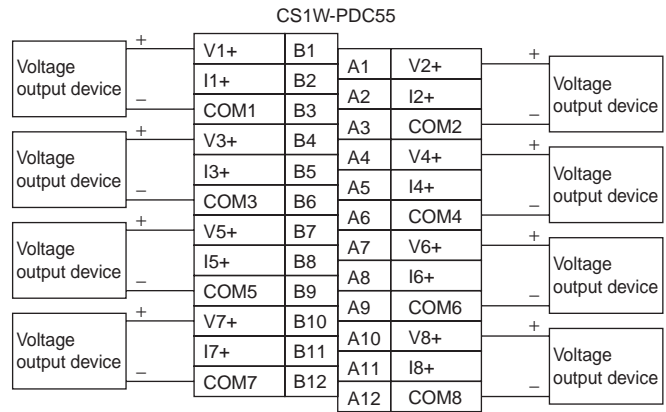 CS1W-PDC55
+ V1+ B1
Voltage output device
I1+ B2
– COM1 B3
+ V3+ B4
Voltage output device
I3+ B5
– COM3 B6
+ V5+ B7
Voltage output device
I5+ B8
– COM5 B9
+ V7+ B10
Voltage output device
I7+ B11
– COM7 B12
A1 V2+ +
A2 I2+
Voltage output device
A3 COM2 –
A4 V4+ +
A5 I4+
Voltage output device
A6 COM4 –
A7 V6+ +
A8 I6+
Voltage output device
A9 COM6 –
A10 V8+ +
A11 I8+
Voltage output device
A12 COM8 –